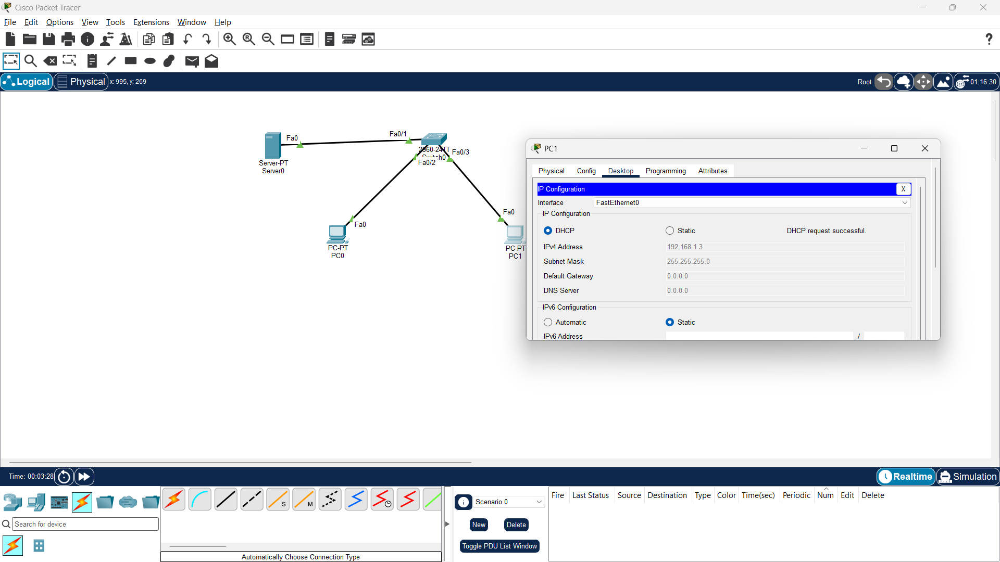 Cisco Packet Tracer
File Edit Options View Tools Extensions Window Help
Logical Physical x: 995, y: 269 Root 01:16:30
Fa0 Fa0/1
2960-24TT
Switch0
Fa0/2 Fa0/3
Server-PT
Server0
Fa0
PC-PT
PC0
Fa0
PC-PT
PC1
PC1
Physical Config Desktop Programming Attributes
IP Configuration X
Interface FastEthernet0
IP Configuration
DHCP Static DHCP request successful.
IPv4 Address 192.168.1.3
Subnet Mask 255.255.255.0
Default Gateway 0.0.0.0
DNS Server 0.0.0.0
IPv6 Configuration
Automatic Static
IPv6 Address /
Time: 00:03:28 Realtime Simulation
S M
Search for device
Automatically Choose Connection Type
Scenario 0
New Delete
Toggle PDU List Window
Fire Last Status Source Destination Type Color Time(sec) Periodic Num Edit Delete